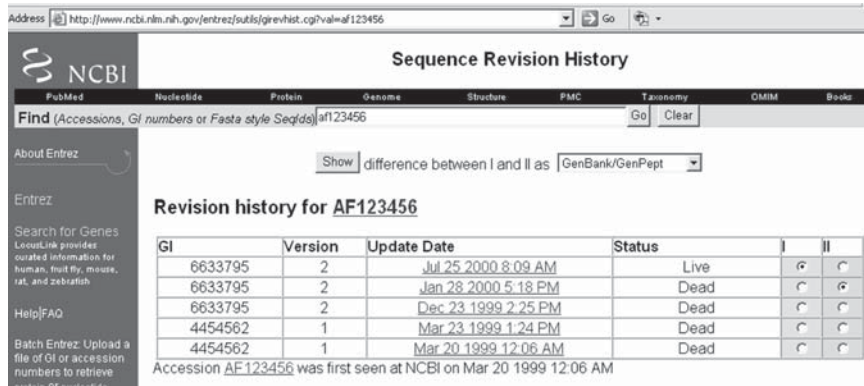 Address http://www.ncbi.nlm.nih.gov/entrez/sutils/girevhist.cgi?val=af123456 Go
NCBI
Sequence Revision History
PubMed Nucleotide Protein Genome Structure PMC Taxonomy OMIM Books
Find (Accessions, GI numbers or Fasta style SeqIds) af123456 Go Clear
About Entrez
Show difference between I and II as GenBank/GenPept
Entrez
Search for Genes
LocusLink provides
curated information for
human, fruit fly, mouse,
rat, and zebrafish
Help|FAQ
Batch Entrez: Upload a
file of GI or accession
numbers to retrieve
Revision history for AF123456
GI Version Update Date Status I II
6633795 2 Jul 25 2000 8:09 AM Live
6633795 2 Jan 28 2000 5:18 PM Dead
6633795 2 Dec 23 1999 2:25 PM Dead
4454562 1 Mar 23 1999 1:24 PM Dead
4454562 1 Mar 20 1999 12:06 AM Dead
Accession AF123456 was first seen at NCBI on Mar 20 1999 12:06 AM